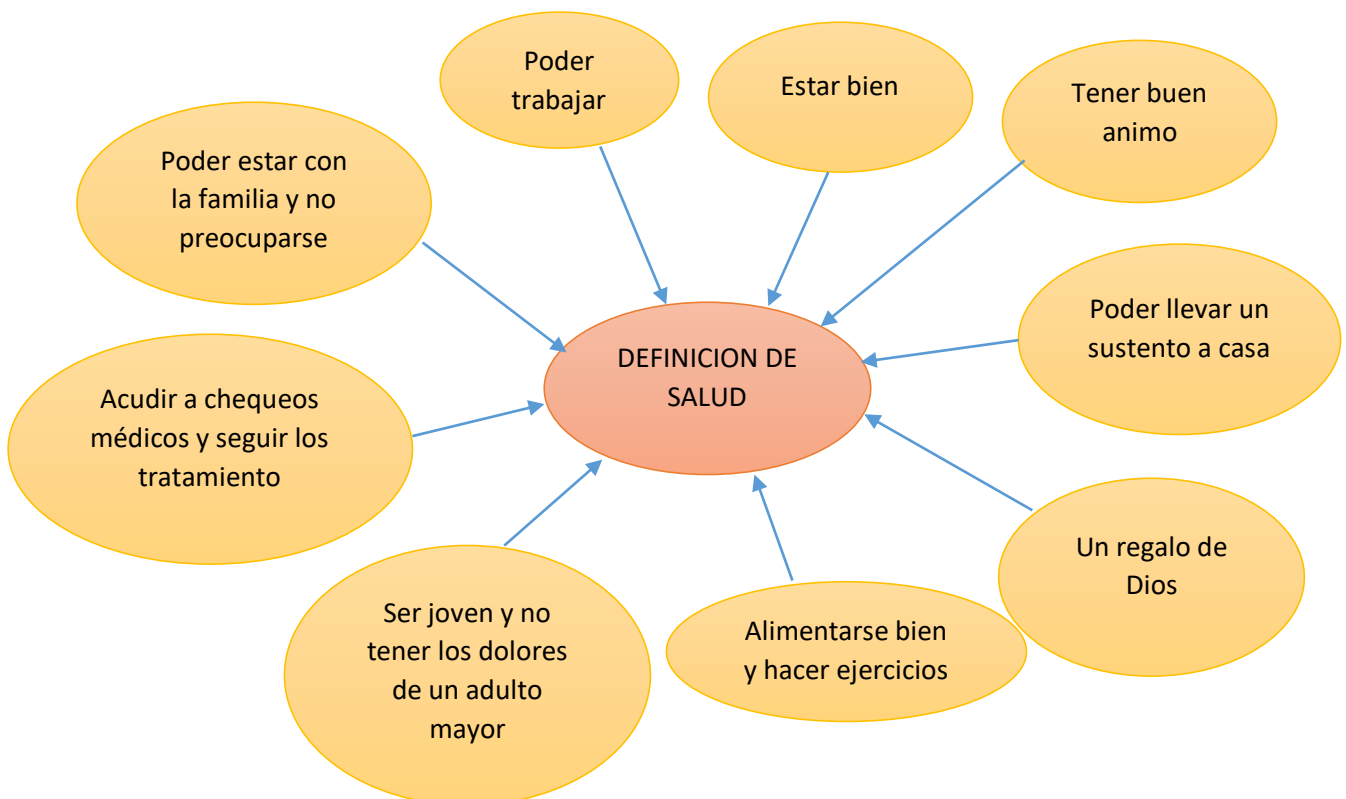 Poder
trabajar
Estar bien
Tener buen
animo
Poder estar con
la familia y no
preocuparse
Poder llevar un
sustento a casa
DEFINICION DE
SALUD
Acudir a chequeos
médicos y seguir los
tratamiento
Un regalo de
Dios
Ser joven y no
tener los dolores
de un adulto
mayor
Alimentarse bien
y hacer ejercicios